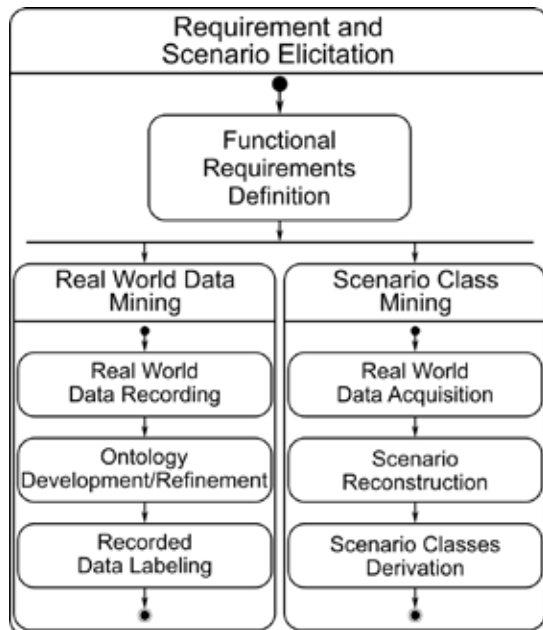 Requirement and
Scenario Elicitation
Functional
Requirements
Definition
Real World Data
Mining
Real World
Data Recording
Ontology
Development/Refinement
Recorded
Data Labeling
Scenario Class
Mining
Real World
Data Acquisition
Scenario
Reconstruction
Scenario Classes
Derivation